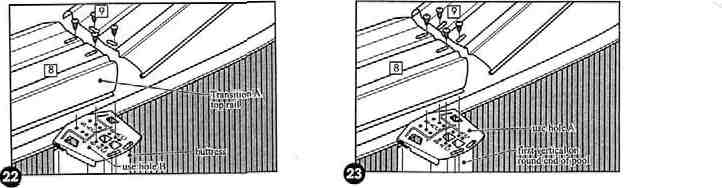 9
8
Transition A
top rail
buttress
use hole B
22
9
8
use hole A
first vertical on
round end of pool
23